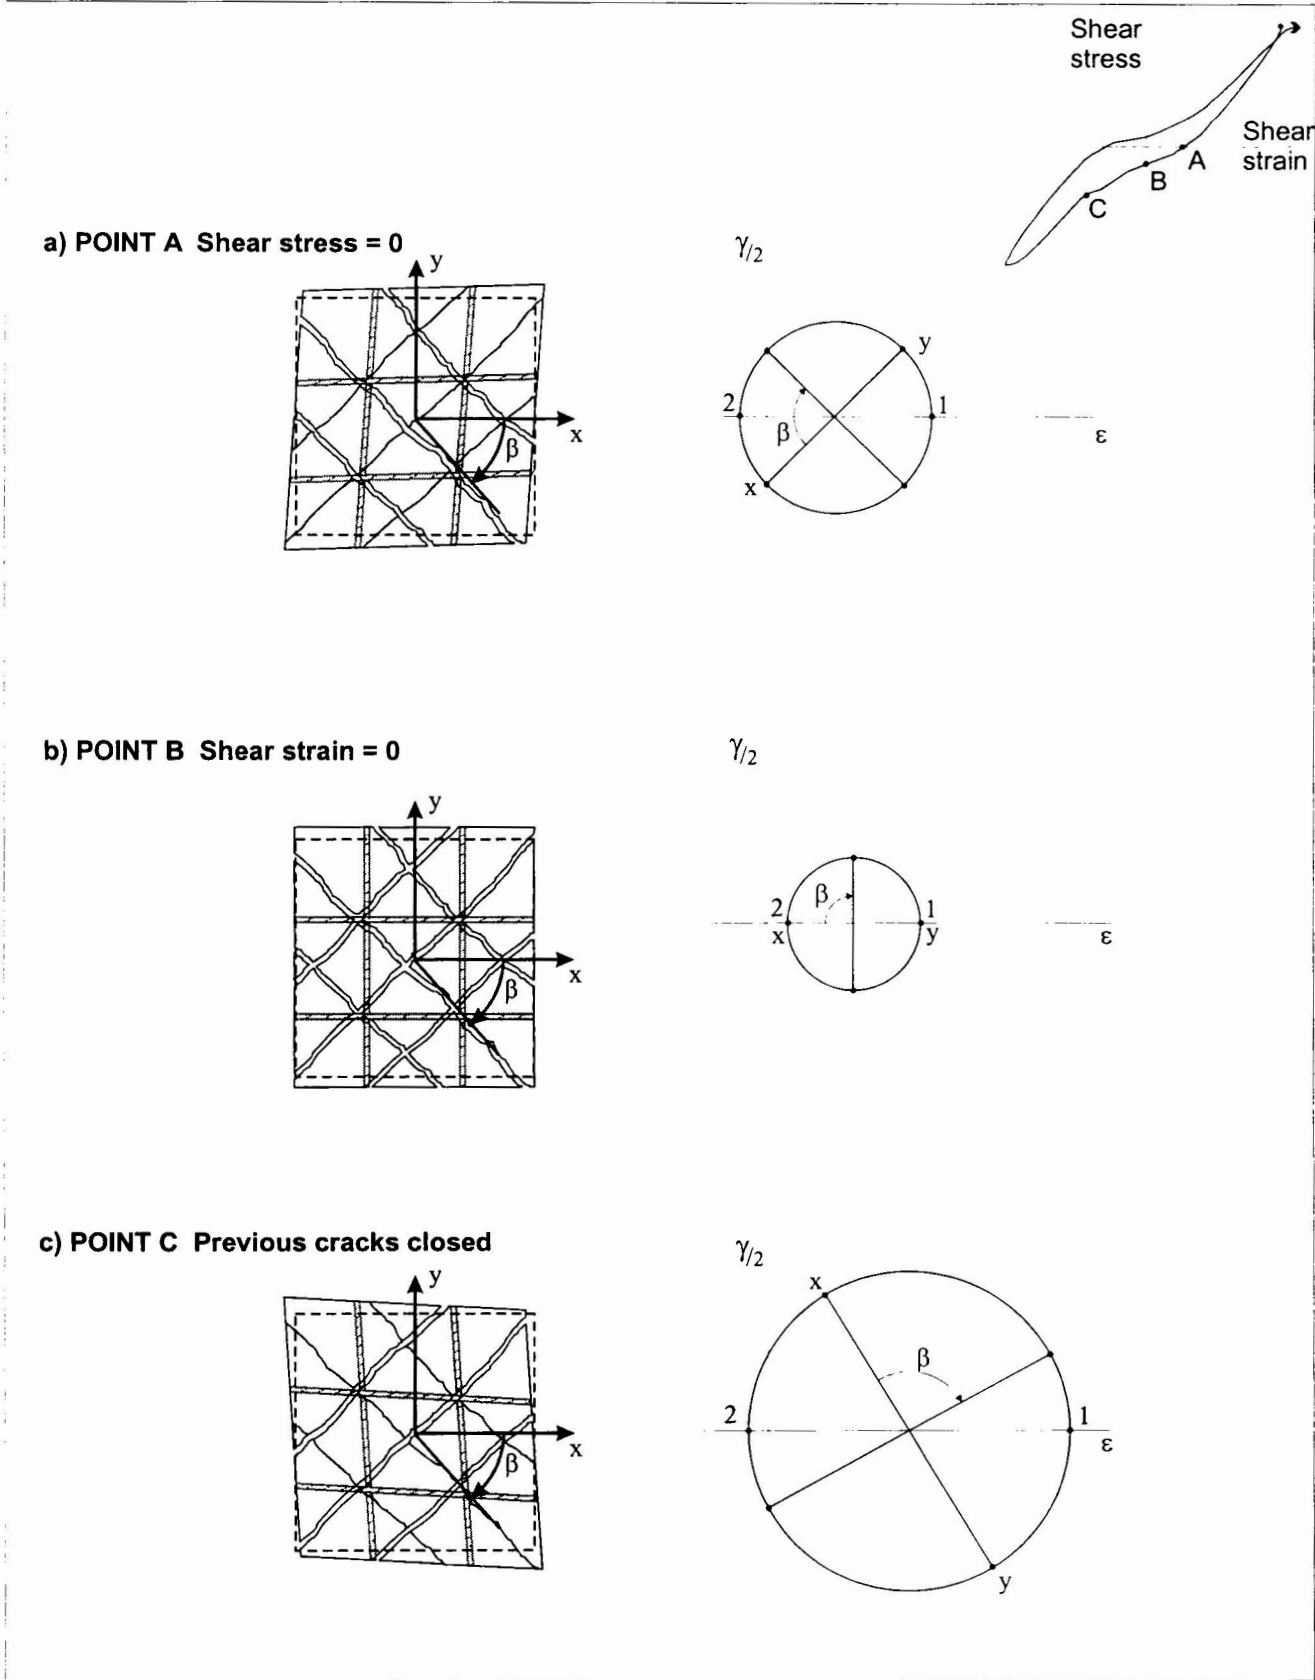 Shear
stress
Shear
strain
A
B
C
a) POINT A Shear stress = 0
γ/2
y
x
β
y
2
1
β
x
ε
b) POINT B Shear strain = 0
γ/2
y
x
β
2
x
β
1
y
ε
c) POINT C Previous cracks closed
γ/2
y
x
β
x
β
2
1
ε
y